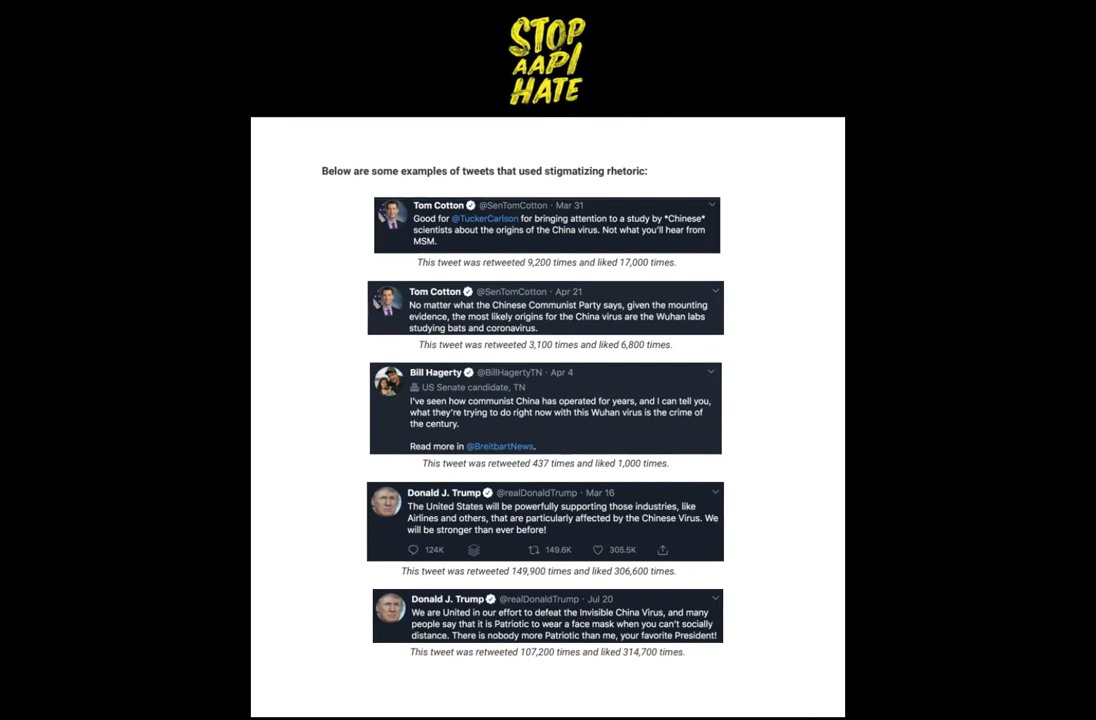 STOP
AAPI
HATE
Below are some examples of tweets that used stigmatizing rhetoric:
Tom Cotton @SenTomCotton · Mar 31
Good for @TuckerCarlson for bringing attention to a study by *Chinese*
scientists about the origins of the China virus. Not what you'll hear from
MSM.
This tweet was retweeted 9,200 times and liked 17,000 times.
Tom Cotton @SenTomCotton · Apr 21
No matter what the Chinese Communist Party says, given the mounting
evidence, the most likely origins for the China virus are the Wuhan labs
studying bats and coronavirus.
This tweet was retweeted 3,100 times and liked 6,800 times.
Bill Hagerty @BillHagertyTN · Apr 4
US Senate candidate, TN
I've seen how communist China has operated for years, and I can tell you,
what they're trying to do right now with this Wuhan virus is the crime of
the century.
Read more in @BreitbartNews.
This tweet was retweeted 437 times and liked 1,000 times.
Donald J. Trump @realDonaldTrump · Mar 16
The United States will be powerfully supporting those industries, like
Airlines and others, that are particularly affected by the Chinese Virus. We
will be stronger than ever before!
124K 149.6K 305.5K
This tweet was retweeted 149,900 times and liked 306,600 times.
Donald J. Trump @realDonaldTrump · Jul 20
We are United in our effort to defeat the Invisible China Virus, and many
people say that it is Patriotic to wear a face mask when you can't socially
distance. There is nobody more Patriotic than me, your favorite President!
This tweet was retweeted 107,200 times and liked 314,700 times.